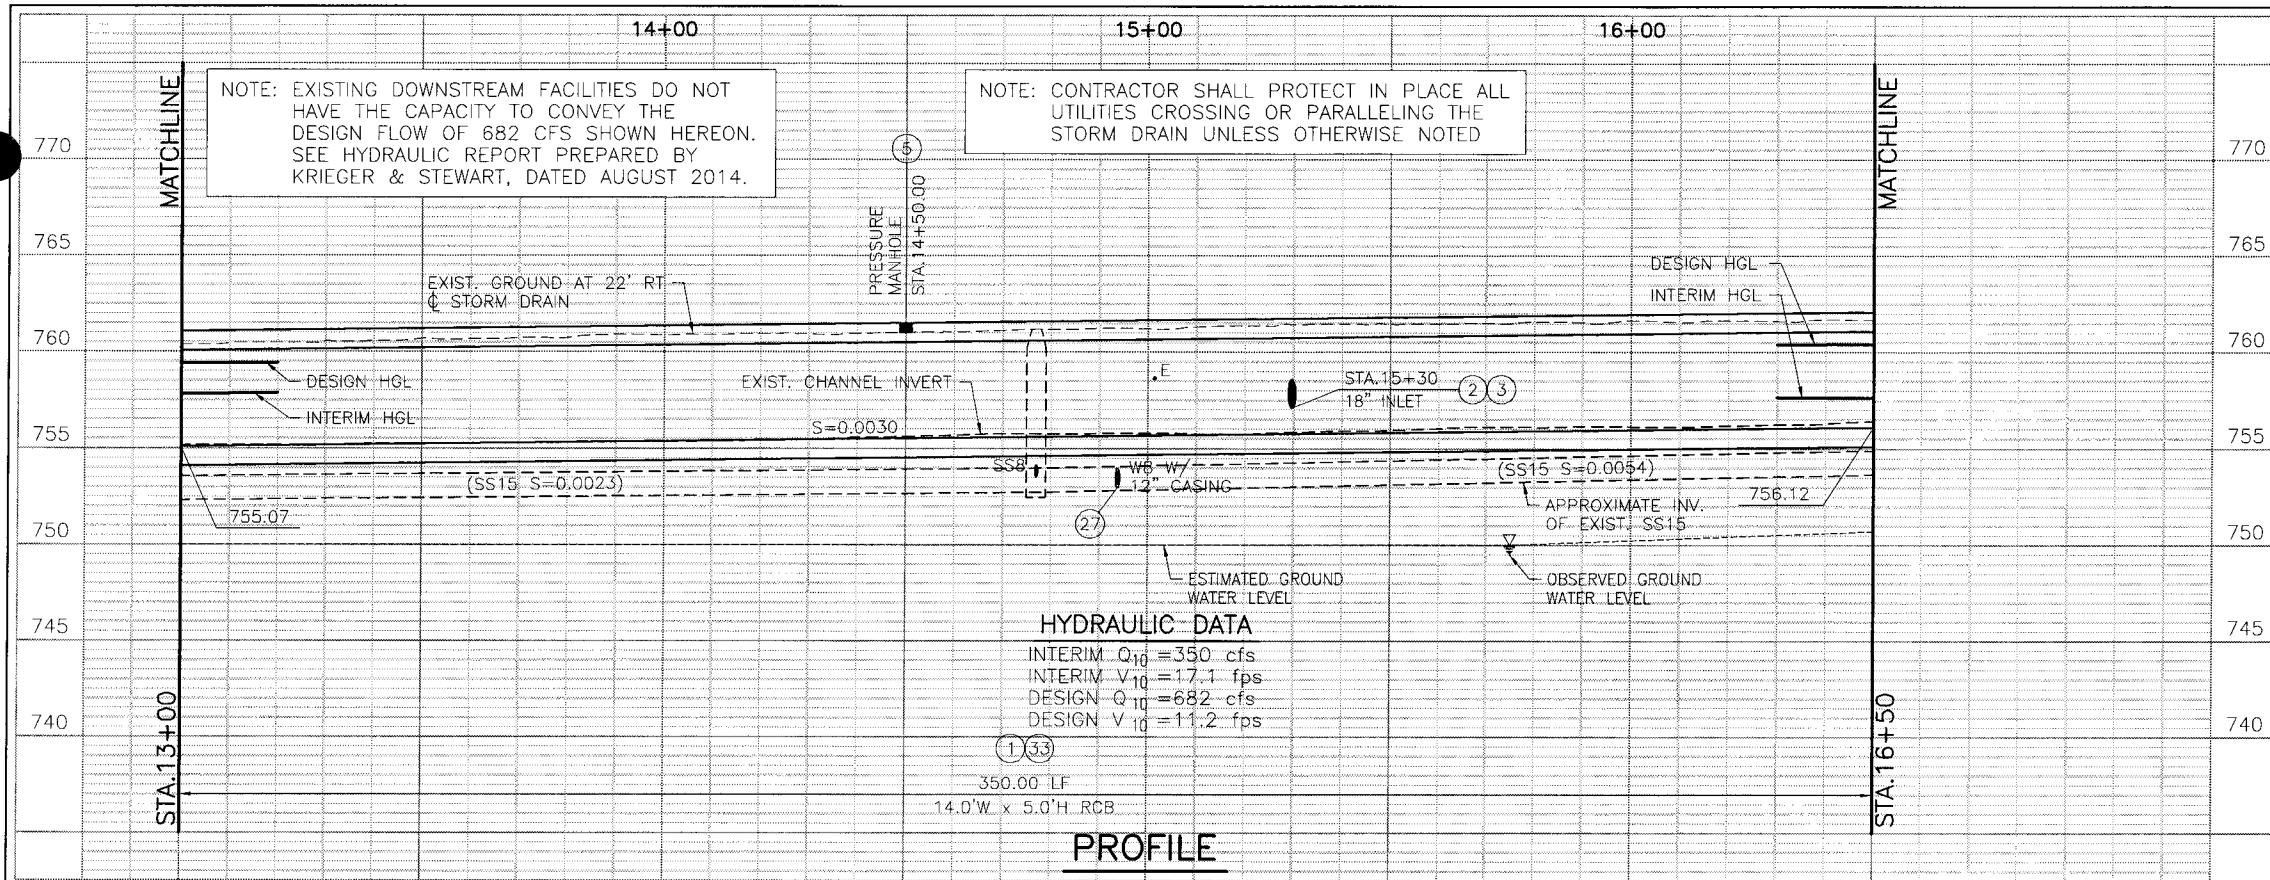 14+00
15+00
16+00
MATCHLINE
NOTE: EXISTING DOWNSTREAM FACILITIES DO NOT
HAVE THE CAPACITY TO CONVEY THE
DESIGN FLOW OF 682 CFS SHOWN HEREON.
SEE HYDRAULIC REPORT PREPARED BY
KRIEGER & STEWART, DATED AUGUST 2014.
NOTE: CONTRACTOR SHALL PROTECT IN PLACE ALL
UTILITIES CROSSING OR PARALLELING THE
STORM DRAIN UNLESS OTHERWISE NOTED
MATCHLINE
770
5
770
PRESSURE
MANHOLE
STA.14+50.00
765
765
DESIGN HGL
INTERIM HGL
EXIST. GROUND AT 22' RT
℄ STORM DRAIN
760
760
DESIGN HGL
INTERIM HGL
EXIST. CHANNEL INVERT
E
STA.15+30
18" INLET
2 3
S=0.0030
755
755
SS8
W8 W/
12" CASING
(SS15 S=0.0023)
(SS15 S=0.0054)
755.07
27
756.12
APPROXIMATE INV.
OF EXIST. SS15
750
750
ESTIMATED GROUND
WATER LEVEL
OBSERVED GROUND
WATER LEVEL
745
745
HYDRAULIC DATA
INTERIM Q10 =350 cfs
INTERIM V10 =17.1 fps
DESIGN Q10 =682 cfs
DESIGN V10 =11.2 fps
740
740
STA.13+00
STA.16+50
1 33
350.00 LF
14.0'W x 5.0'H RCB
PROFILE